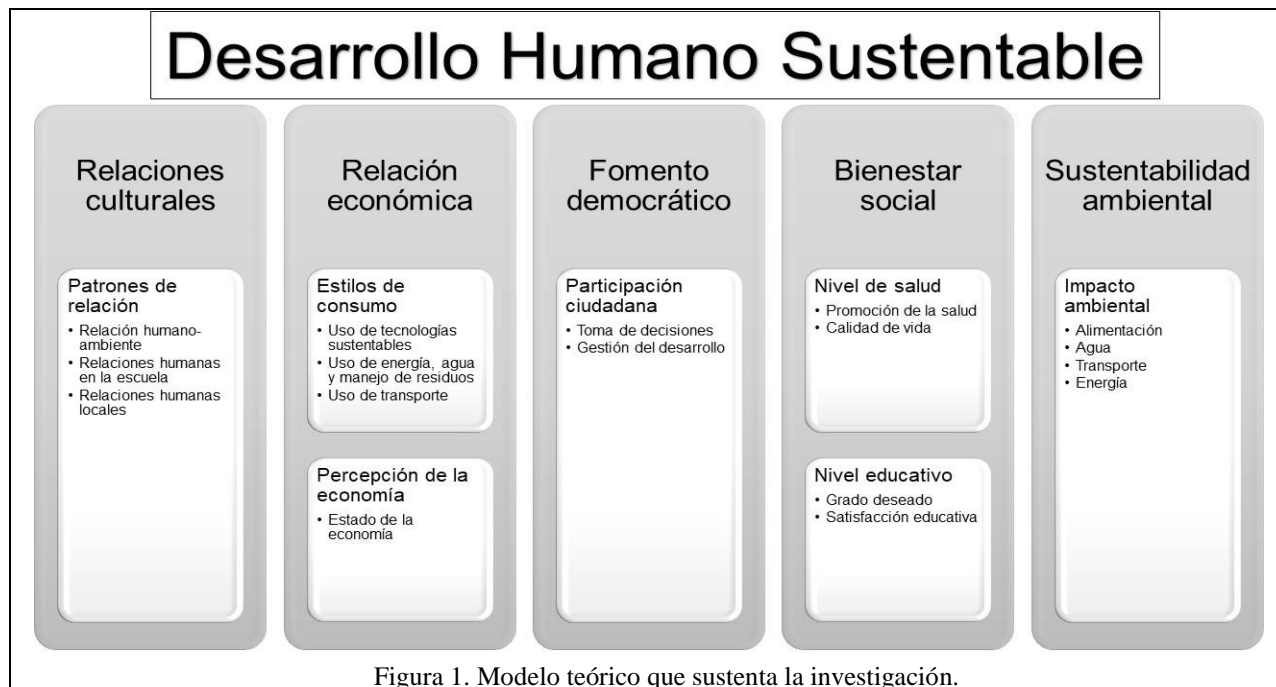 Desarrollo Humano Sustentable
Relaciones
culturales
Patrones de
relación
• Relación humano-
ambiente
• Relaciones humanas
en la escuela
• Relaciones humanas
locales
Relación
económica
Estilos de
consumo
• Uso de tecnologías
sustentables
• Uso de energía, agua
y manejo de residuos
• Uso de transporte
Percepción de la
economía
• Estado de la
economía
Fomento
democrático
Participación
ciudadana
• Toma de decisiones
• Gestión del desarrollo
Bienestar
social
Nivel de salud
• Promoción de la salud
• Calidad de vida
Nivel educativo
• Grado deseado
• Satisfacción educativa
Sustentabilidad
ambiental
Impacto
ambiental
• Alimentación
• Agua
• Transporte
• Energía
Figura 1. Modelo teórico que sustenta la investigación.